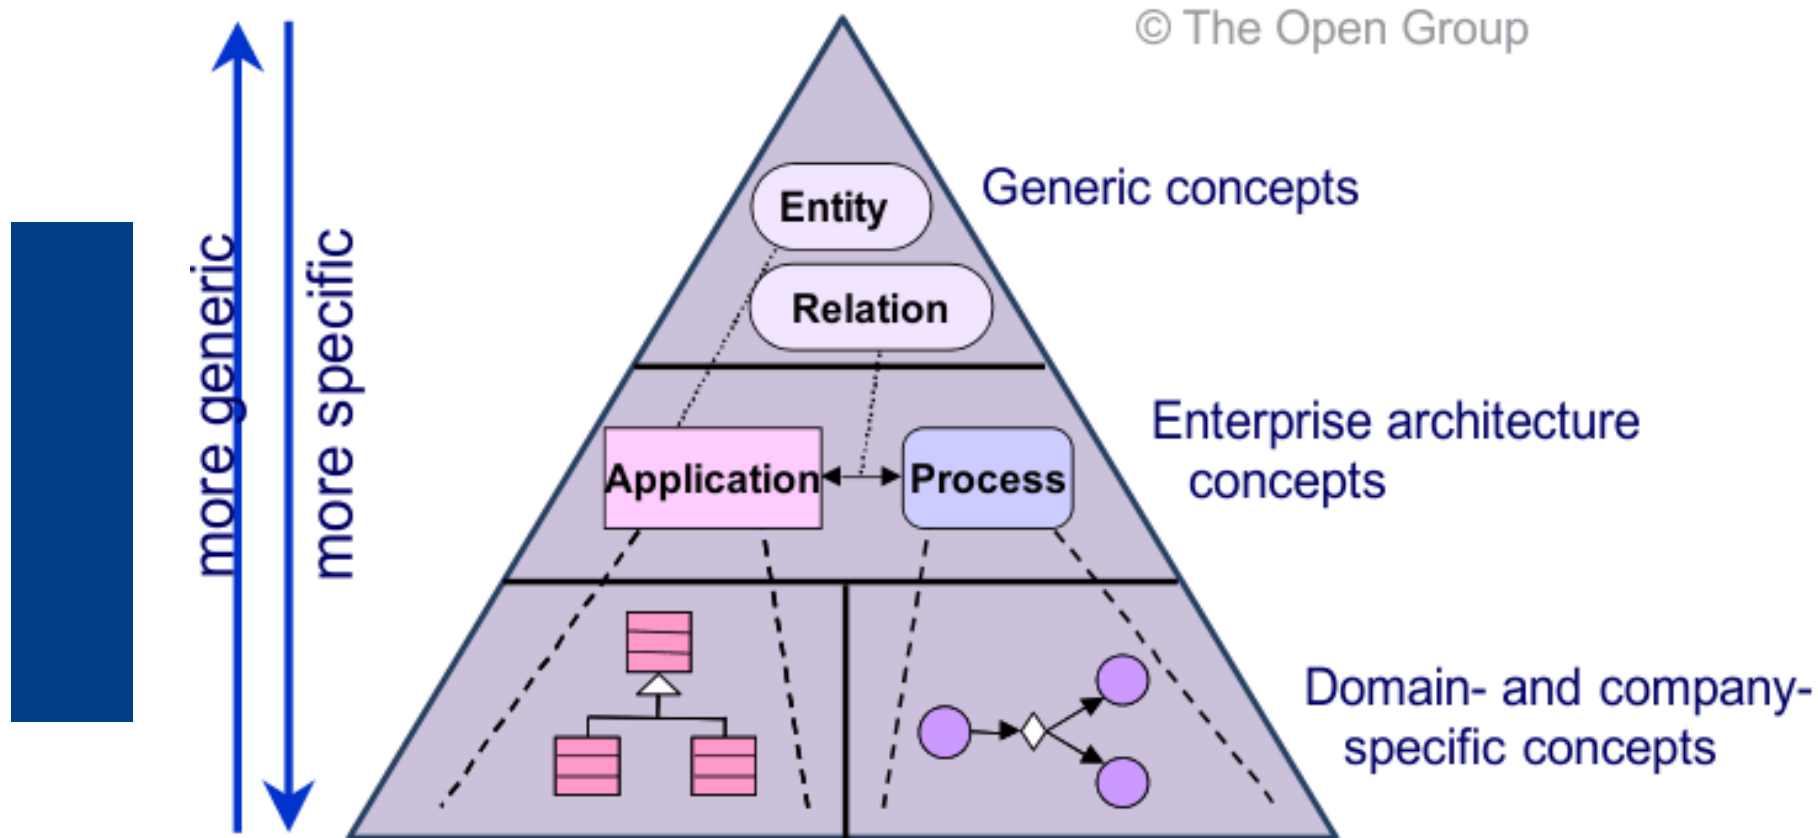 © The Open Group
more generic
more specific
Entity
Generic concepts
Relation
Enterprise architecture
concepts
Application
Process
Domain- and company-
specific concepts